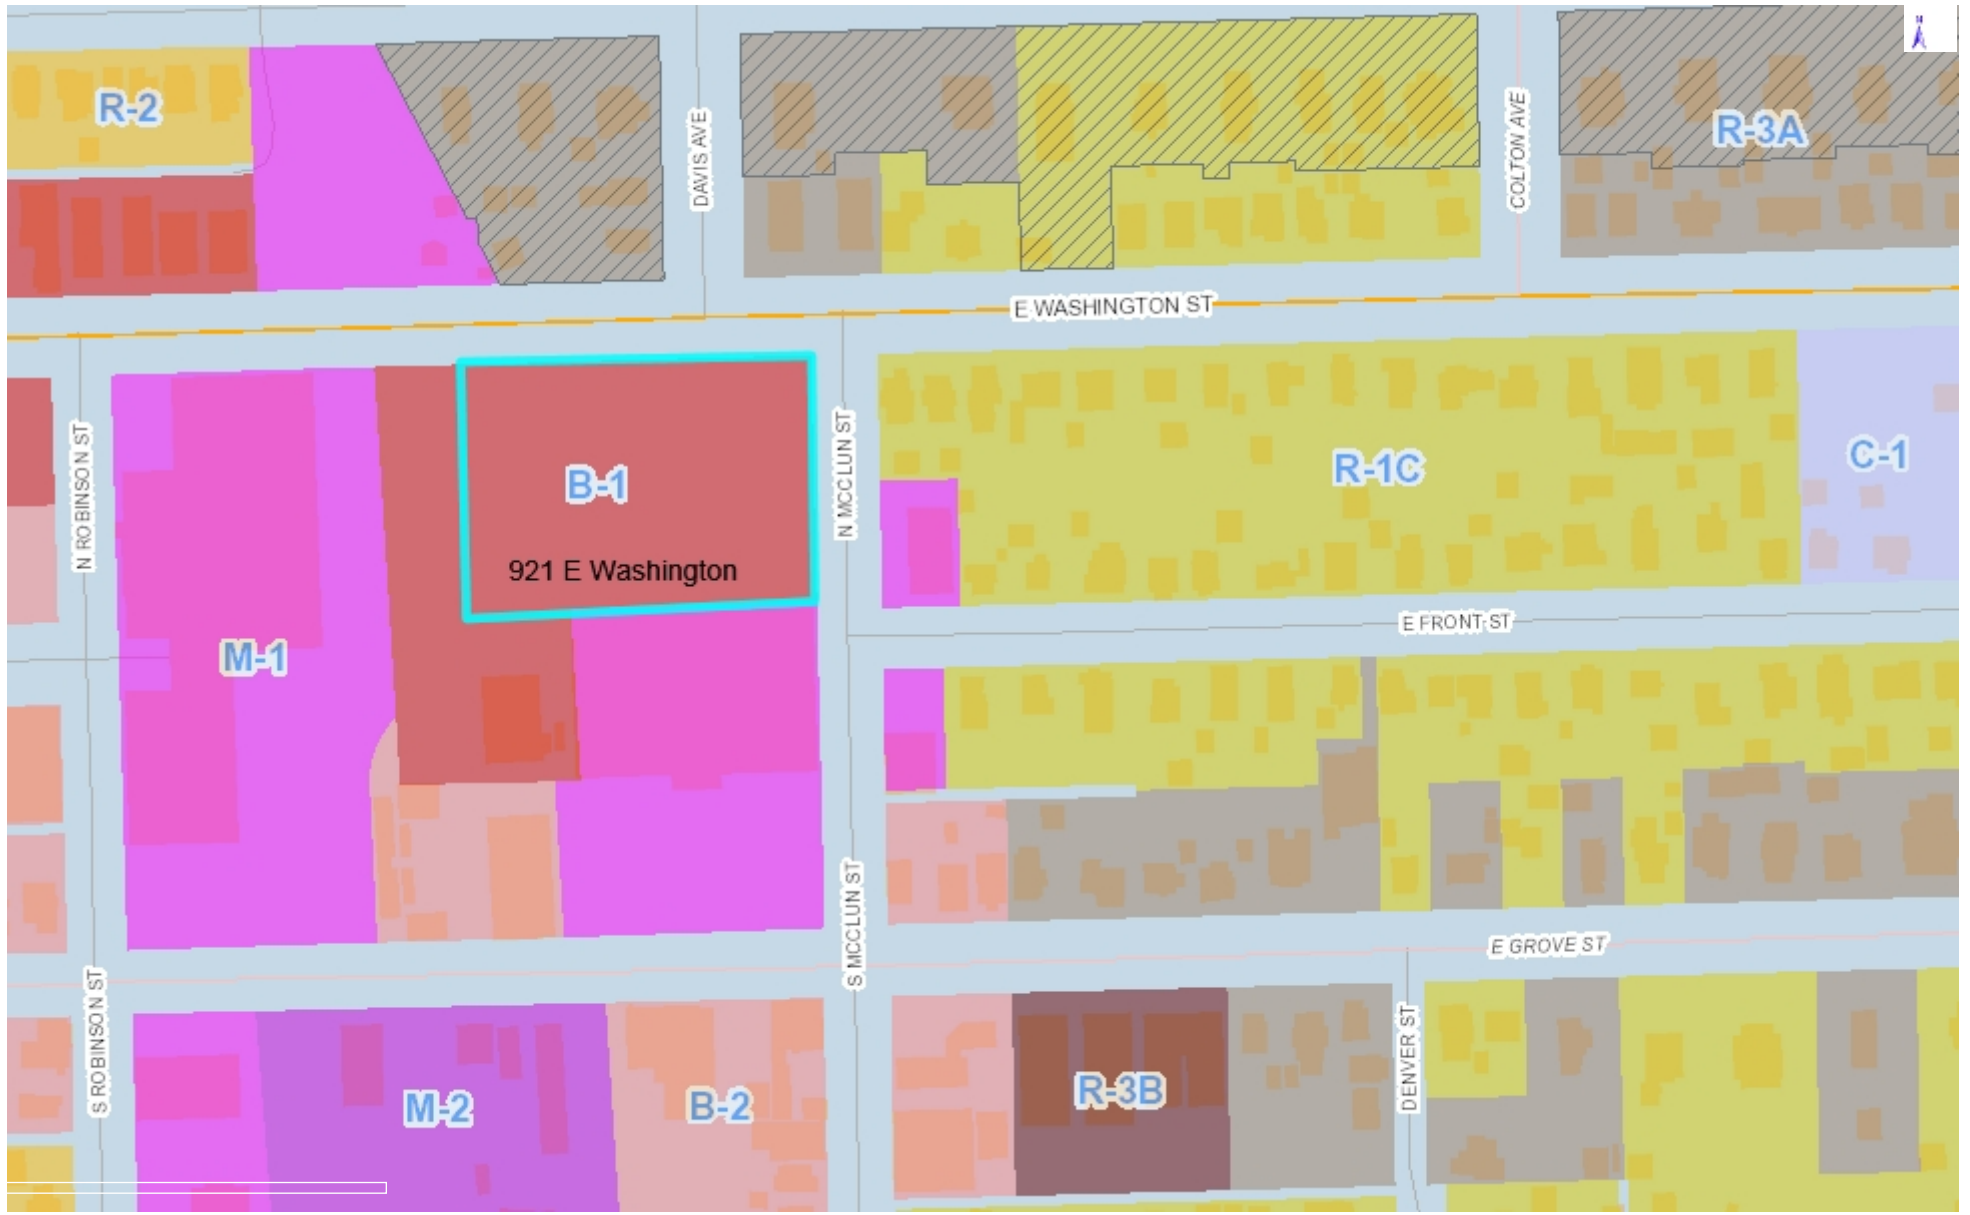 N
R-2
R-3A
DAVIS AVE
COLTON AVE
E WASHINGTON ST
N ROBINSON ST
B-1
N MCCLUN ST
R-1C
C-1
921 E Washington
E FRONT ST
M-1
S MCCLUN ST
E GROVE ST
S ROBINSON ST
DENVER ST
M-2
B-2
R-3B